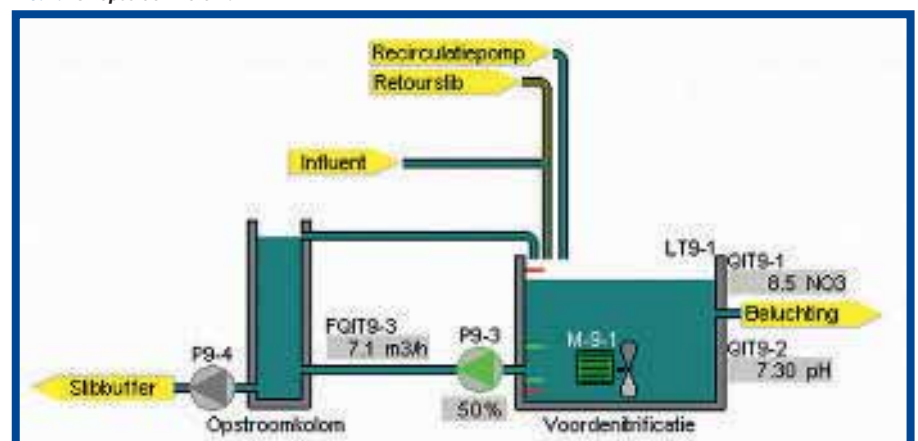 Recirculatiepomp
Retourslib
Influent
LT9-1
QIT9-1
8.5 NO3
Beluchting
FQIT9-3
7.1 m3/h
P9-3
M-9-1
QIT9-2
7.30 pH
P9-4
Slibbuffer
50%
Opstroomkolom
Voordenitrificatie